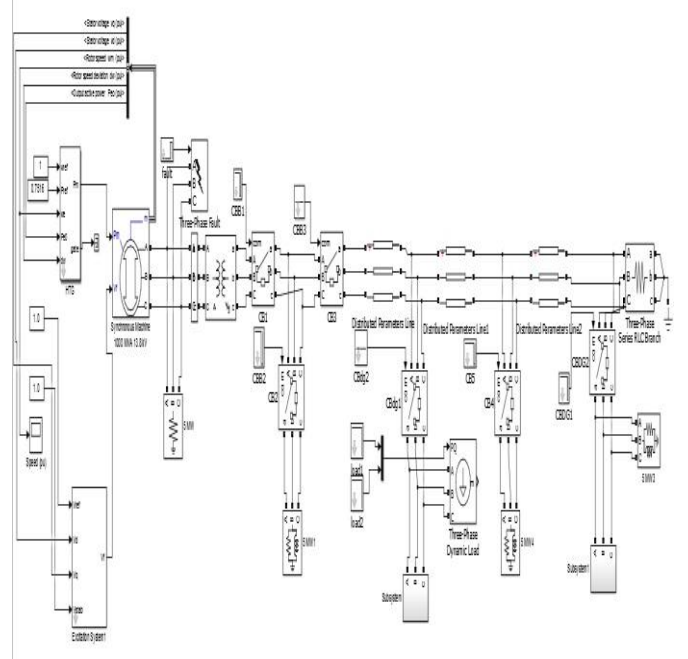 <Stator voltage vq (pu)>
<Stator voltage vd (pu)>
<Rotor speed wm (pu)>
<Rotor speed deviation dw (pu)>
<Output active power Peo (pu)>
1
0.7516
wref
Pref
we
Pe0
dw
Pm
gate
HTG
Pm
m
A
B
C
Synchronous Machine
1000 MVA 13.8kV
fault
A
B
C
Three-Phase Fault
A
B
C
a
b
c
CBB1
com
CB1
CBB3
com
CB3
Distributed Parameters Line
Distributed Parameters Line1
Distributed Parameters Line2
A
B
C
a
b
c
Three-Phase
Series RLC Branch
1.0
1.0
Speed (pu)
Vref
Vd
Vq
Vstab
Vf
Excitation System1
5 MW
CBB2
CB2
5 MW1
CBdg2
CBdg1
load1
load2
PQ
A
B
C
m
Three-Phase
Dynamic Load
Subsystem
CB5
CB4
5 MW4
CBDG1
CBDG2
A
B
C
5 MW3
Subsystem1